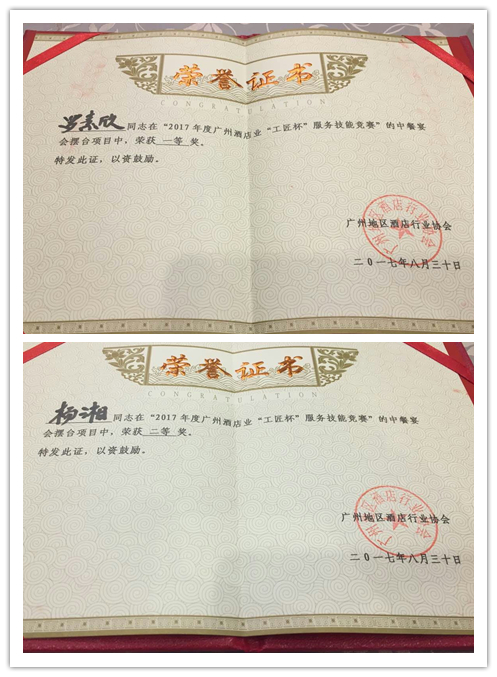 荣誉证书
CONGRATULATION
罗素欣同志在“2017年度广州酒店业“工匠杯”服务技能竞赛”的中餐宴
会摆台项目中，荣获 一等 奖。
特发此证，以资鼓励。
广州地区酒店行业协会
二〇一七年八月三十日
荣誉证书
CONGRATULATION
杨湘同志在“2017年度广州酒店业“工匠杯”服务技能竞赛”的中餐宴
会摆台项目中，荣获 二等 奖。
特发此证，以资鼓励。
广州地区酒店行业协会
二〇一七年八月三十日